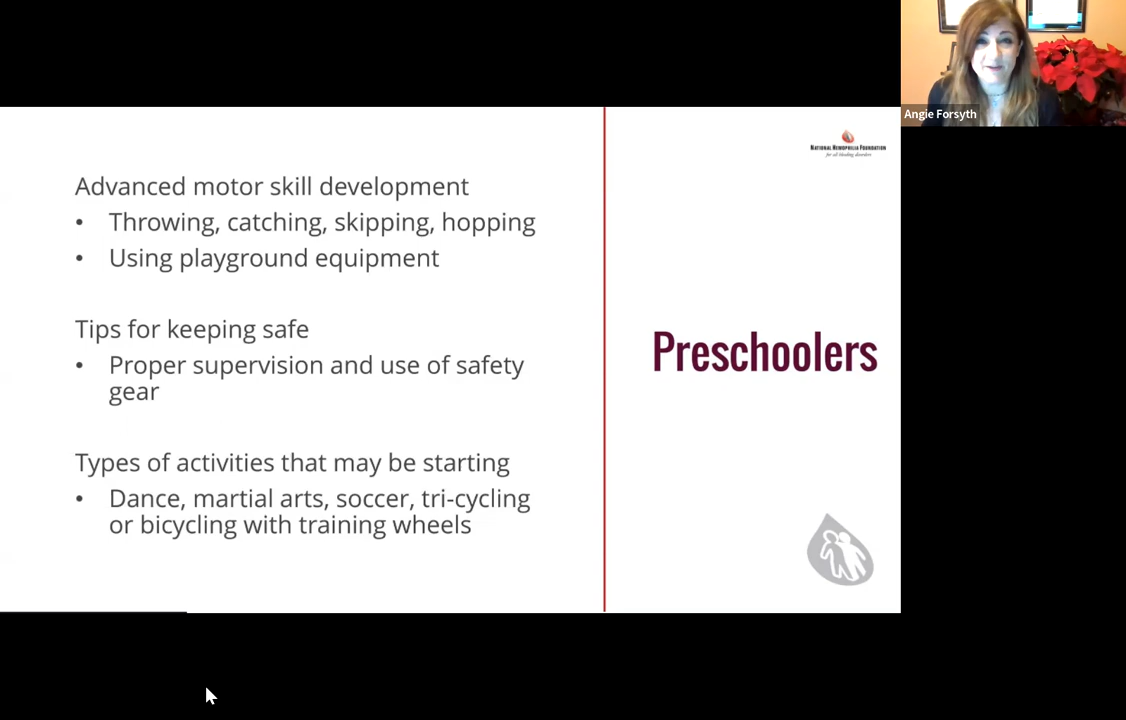 Angie Forsyth
NATIONAL HEMOPHILIA FOUNDATION
for all bleeding disorders
Advanced motor skill development
• Throwing, catching, skipping, hopping
• Using playground equipment
Tips for keeping safe
• Proper supervision and use of safety
gear
Types of activities that may be starting
• Dance, martial arts, soccer, tri-cycling
or bicycling with training wheels
Preschoolers